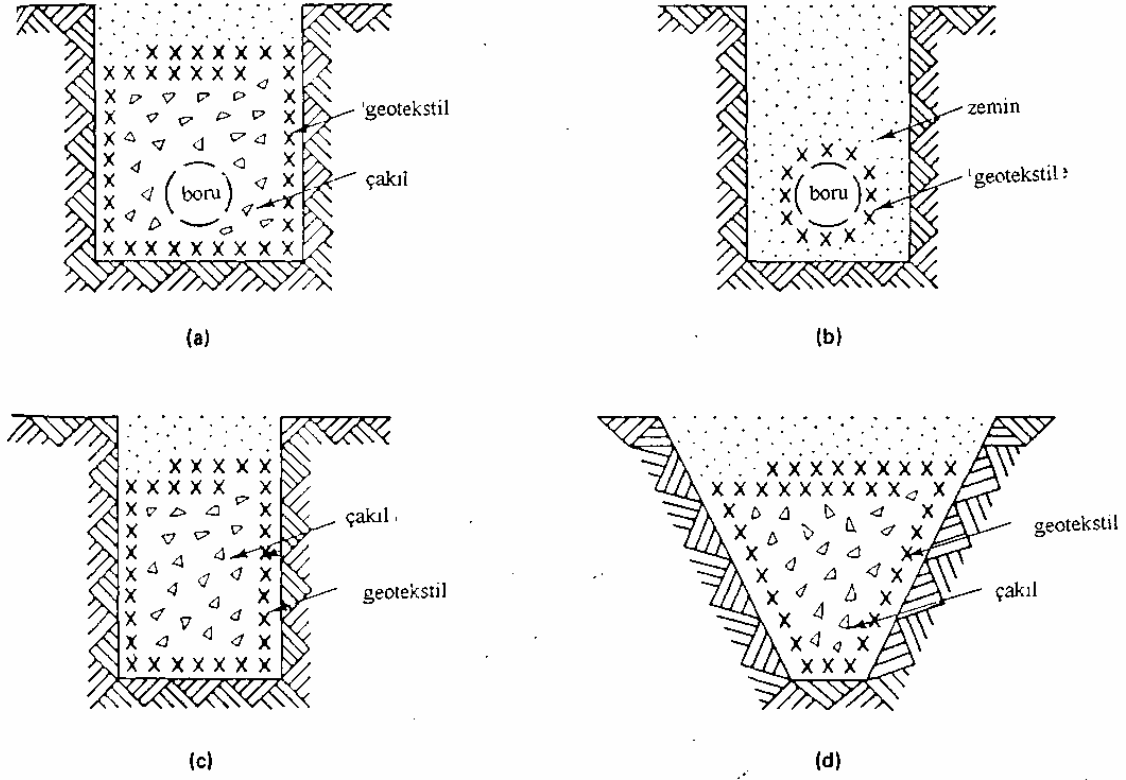 geotekstil
çakıl
boru
(a)
zemin
geotekstil
boru
(b)
çakıl
geotekstil
(c)
geotekstil
çakıl
(d)